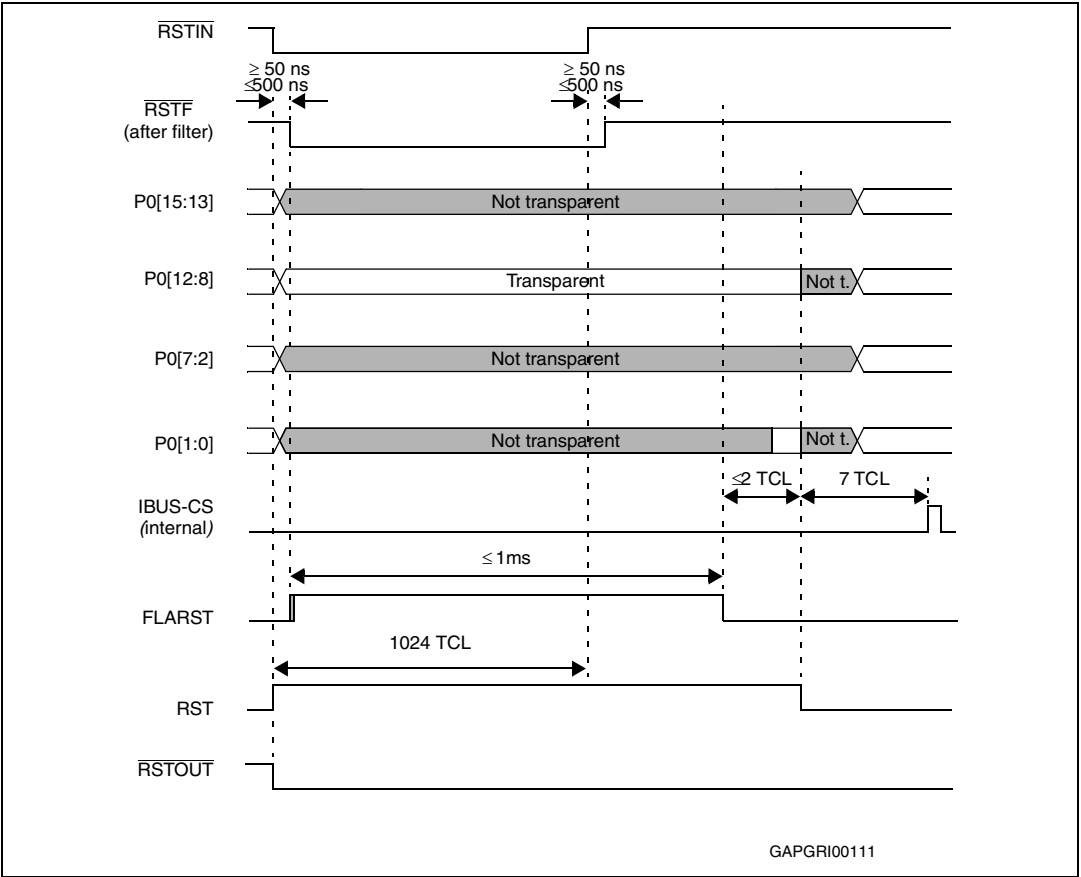 RSTIN
≥ 50 ns ≥ 50 ns
≤500 ns ≤500 ns
RSTF
(after filter)
P0[15:13] Not transparent
P0[12:8] Transparent Not t.
P0[7:2] Not transparent
P0[1:0] Not transparent Not t.
≤2 TCL 7 TCL
IBUS-CS
(internal)
≤ 1ms
FLARST
1024 TCL
RST
RSTOUT
GAPGRI00111